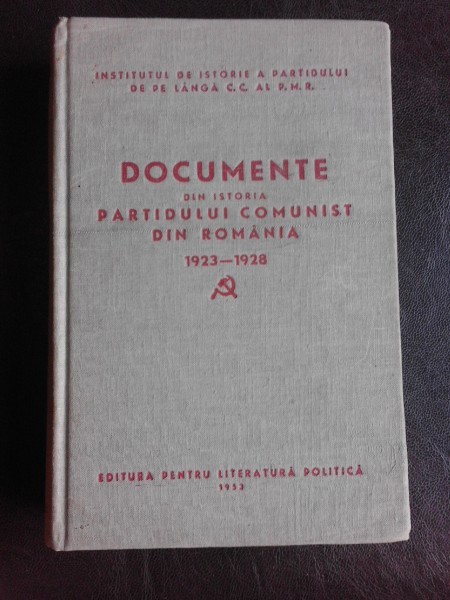 INSTITUTUL DE ISTORIE A PARTIDULUI
DE PE LÂNGĂ C.C. AL P.M.R.
DOCUMENTE
DIN ISTORIA
PARTIDULUI COMUNIST
DIN ROMÂNIA
1923—1928
EDITURA PENTRU LITERATURĂ POLITICĂ
1953